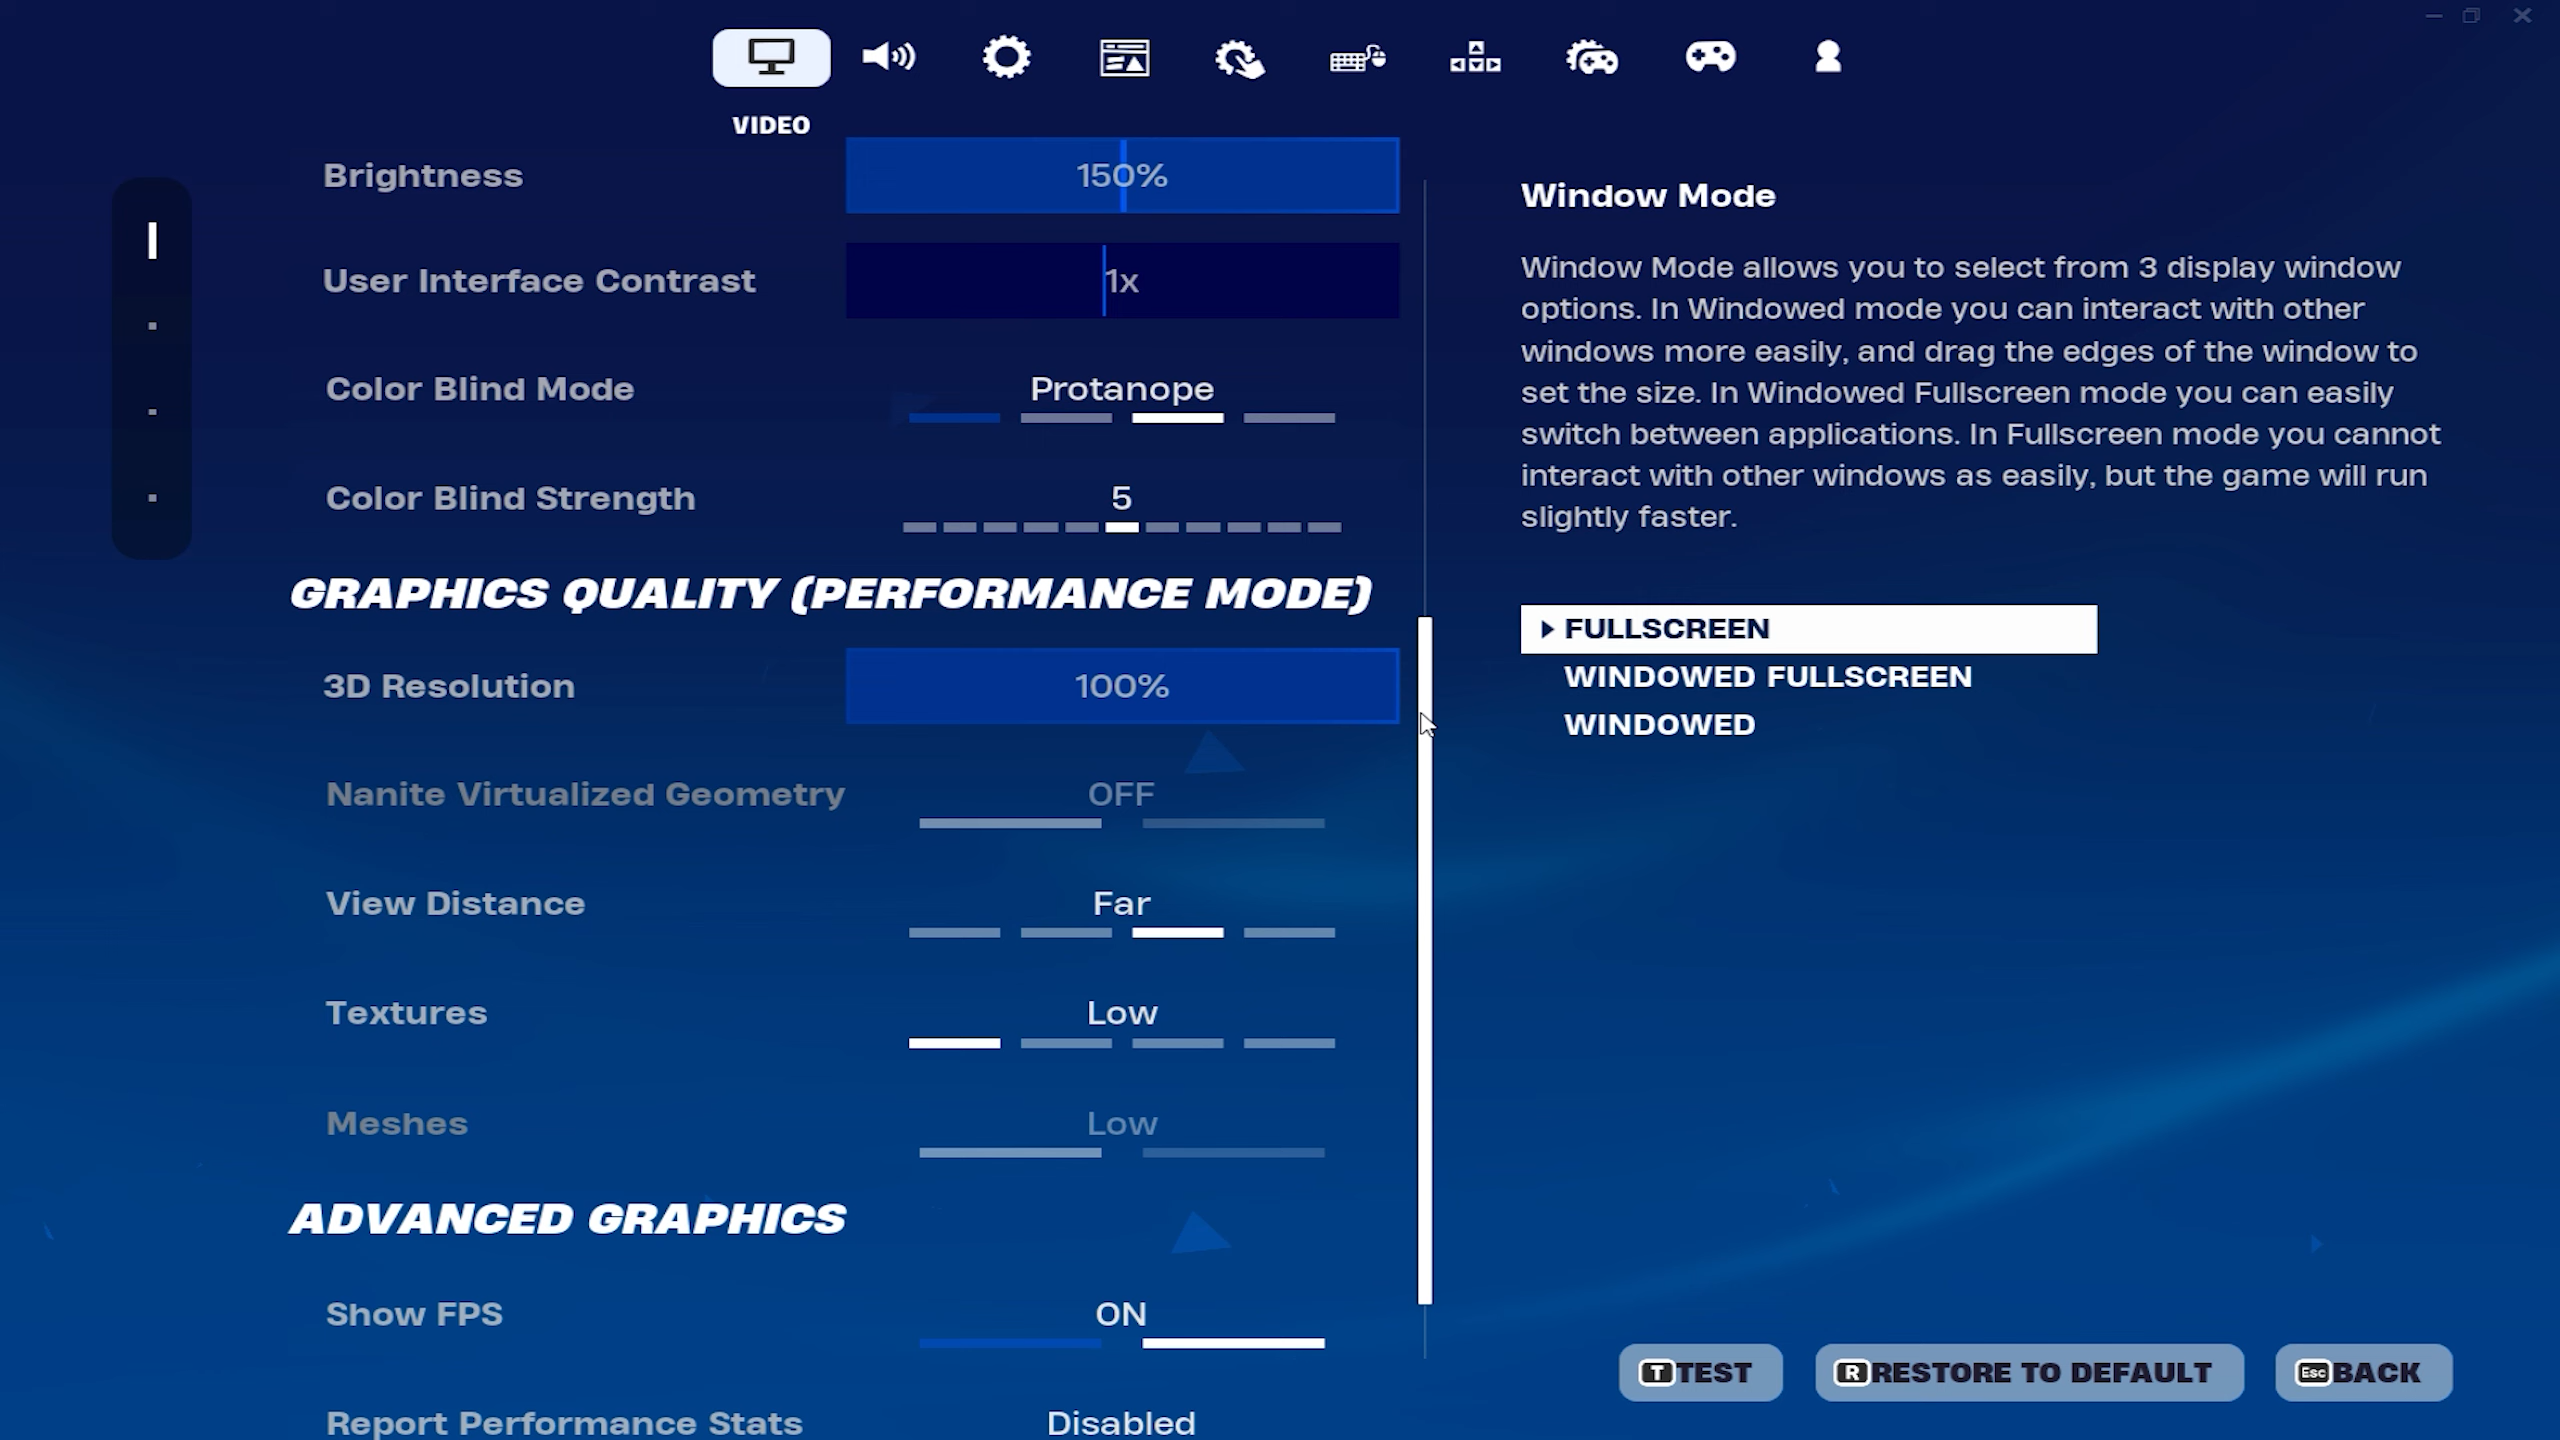 VIDEO
Brightness
150%
User Interface Contrast
1x
Color Blind Mode
Protanope
Color Blind Strength
5
GRAPHICS QUALITY (PERFORMANCE MODE)
3D Resolution
100%
Nanite Virtualized Geometry
OFF
View Distance
Far
Textures
Low
Meshes
Low
ADVANCED GRAPHICS
Show FPS
ON
Report Performance Stats
Disabled
Window Mode
Window Mode allows you to select from 3 display window
options. In Windowed mode you can interact with other
windows more easily, and drag the edges of the window to
set the size. In Windowed Fullscreen mode you can easily
switch between applications. In Fullscreen mode you cannot
interact with other windows as easily, but the game will run
slightly faster.
FULLSCREEN
WINDOWED FULLSCREEN
WINDOWED
T TEST
R RESTORE TO DEFAULT
Esc BACK